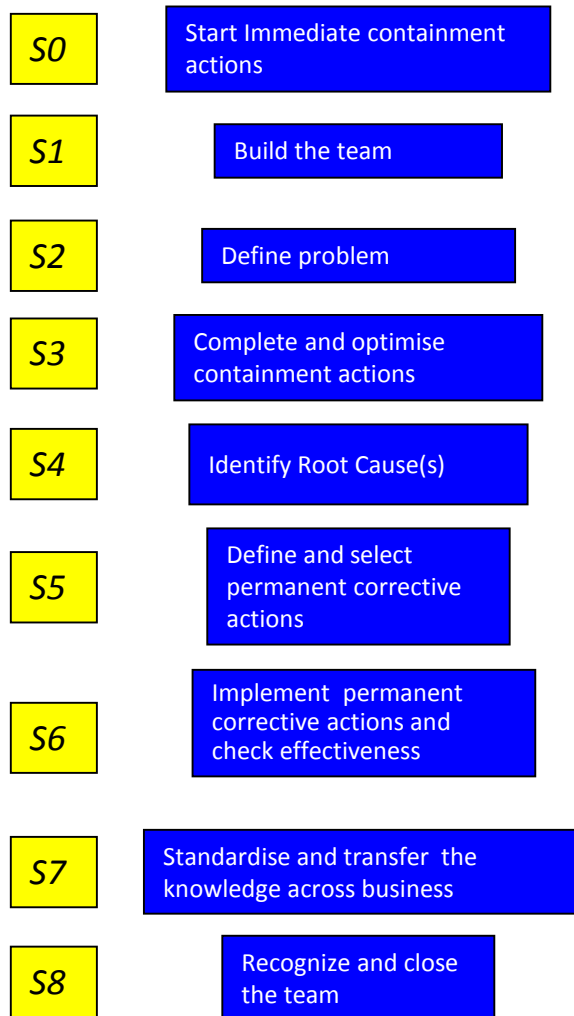 S0
Start Immediate containment
actions
S1
Build the team
S2
Define problem
S3
Complete and optimise
containment actions
S4
Identify Root Cause(s)
S5
Define and select
permanent corrective
actions
S6
Implement  permanent
corrective actions and
check effectiveness
S7
Standardise and transfer  the
knowledge across business
S8
Recognize and close
the team